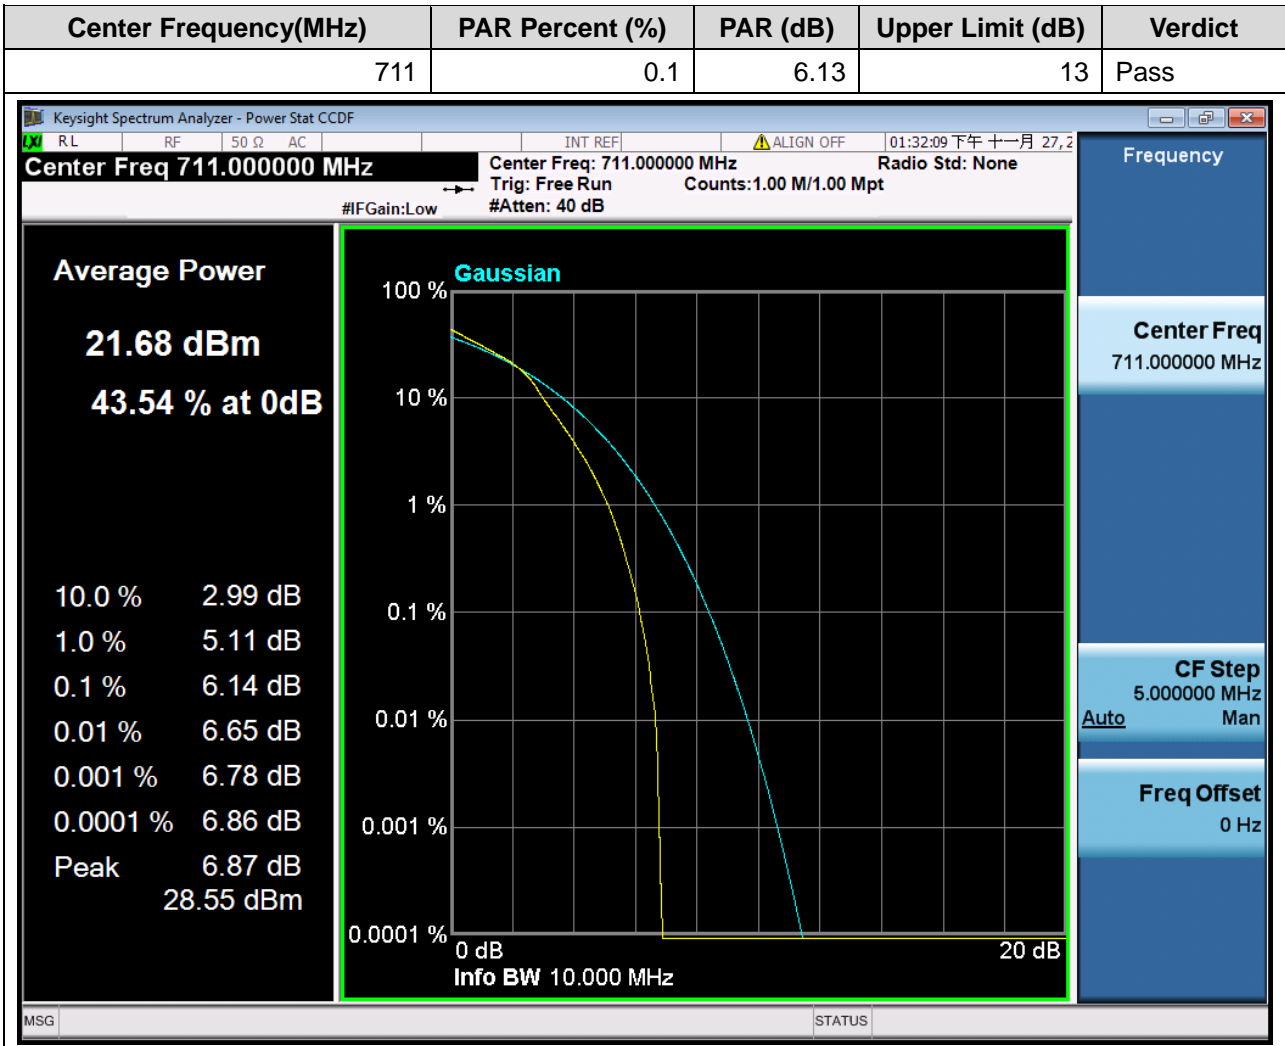 Center Frequency(MHz) PAR Percent (%) PAR (dB) Upper Limit (dB) Verdict
711 0.1 6.13 13 Pass
Keysight Spectrum Analyzer - Power Stat CCDF
LXI RL RF 50 Ω AC INT REF ALIGN OFF 01:32:09 下午 十一月 27, 2
Center Freq 711.000000 MHz
Center Freq: 711.000000 MHz Radio Std: None
Trig: Free Run Counts:1.00 M/1.00 Mpt
#IFGain:Low #Atten: 40 dB
Average Power
21.68 dBm
43.54 % at 0dB
10.0 % 2.99 dB
1.0 % 5.11 dB
0.1 % 6.14 dB
0.01 % 6.65 dB
0.001 % 6.78 dB
0.0001 % 6.86 dB
Peak 6.87 dB
28.55 dBm
Gaussian
100 %
10 %
1 %
0.1 %
0.01 %
0.001 %
0.0001 %
0 dB 20 dB
Info BW 10.000 MHz
Frequency
Center Freq
711.000000 MHz
CF Step
5.000000 MHz
Auto Man
Freq Offset
0 Hz
MSG STATUS